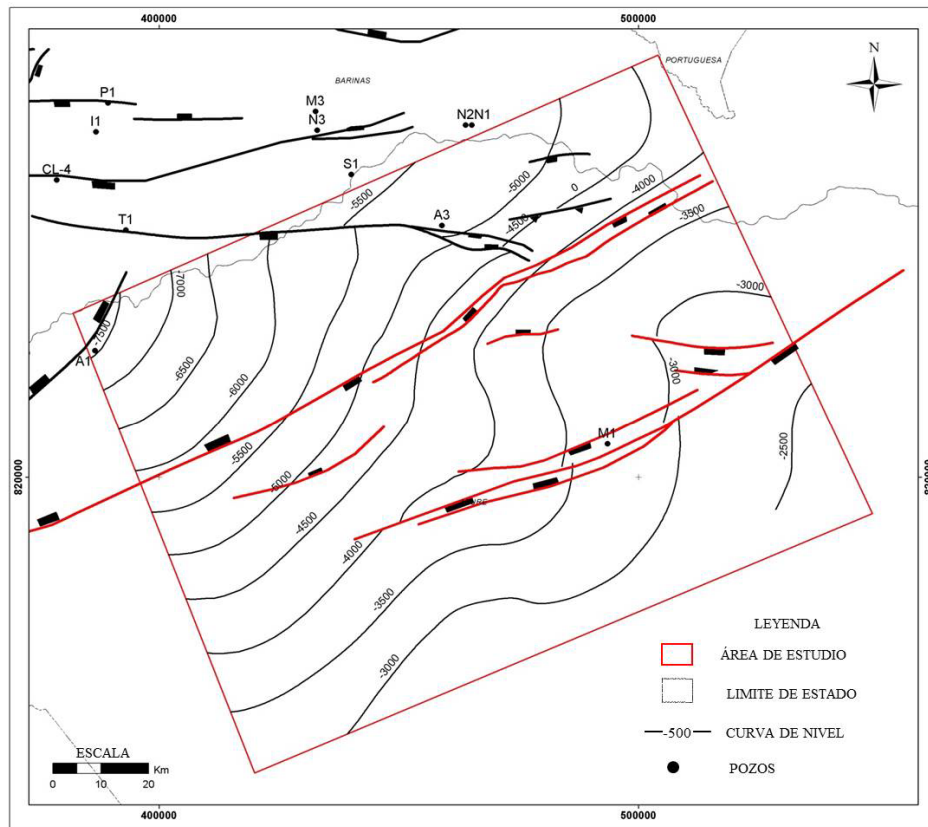 400000
500000
PORTUGUESA
N
BARINAS
P1
M3
I1
N3
N2N1
CL-4
S1
-5500
-5000
0
-4000
T1
A3
-4500
-3500
-7000
-3000
-7500
A1
-6500
-6000
-3000
-5500
M1
-2500
820000
-5000
-4500
-4000
-3500
-3000
LEYENDA
ÁREA DE ESTUDIO
LIMITE DE ESTADO
-500 CURVA DE NIVEL
POZOS
ESCALA
0 10 20 Km
400000
500000